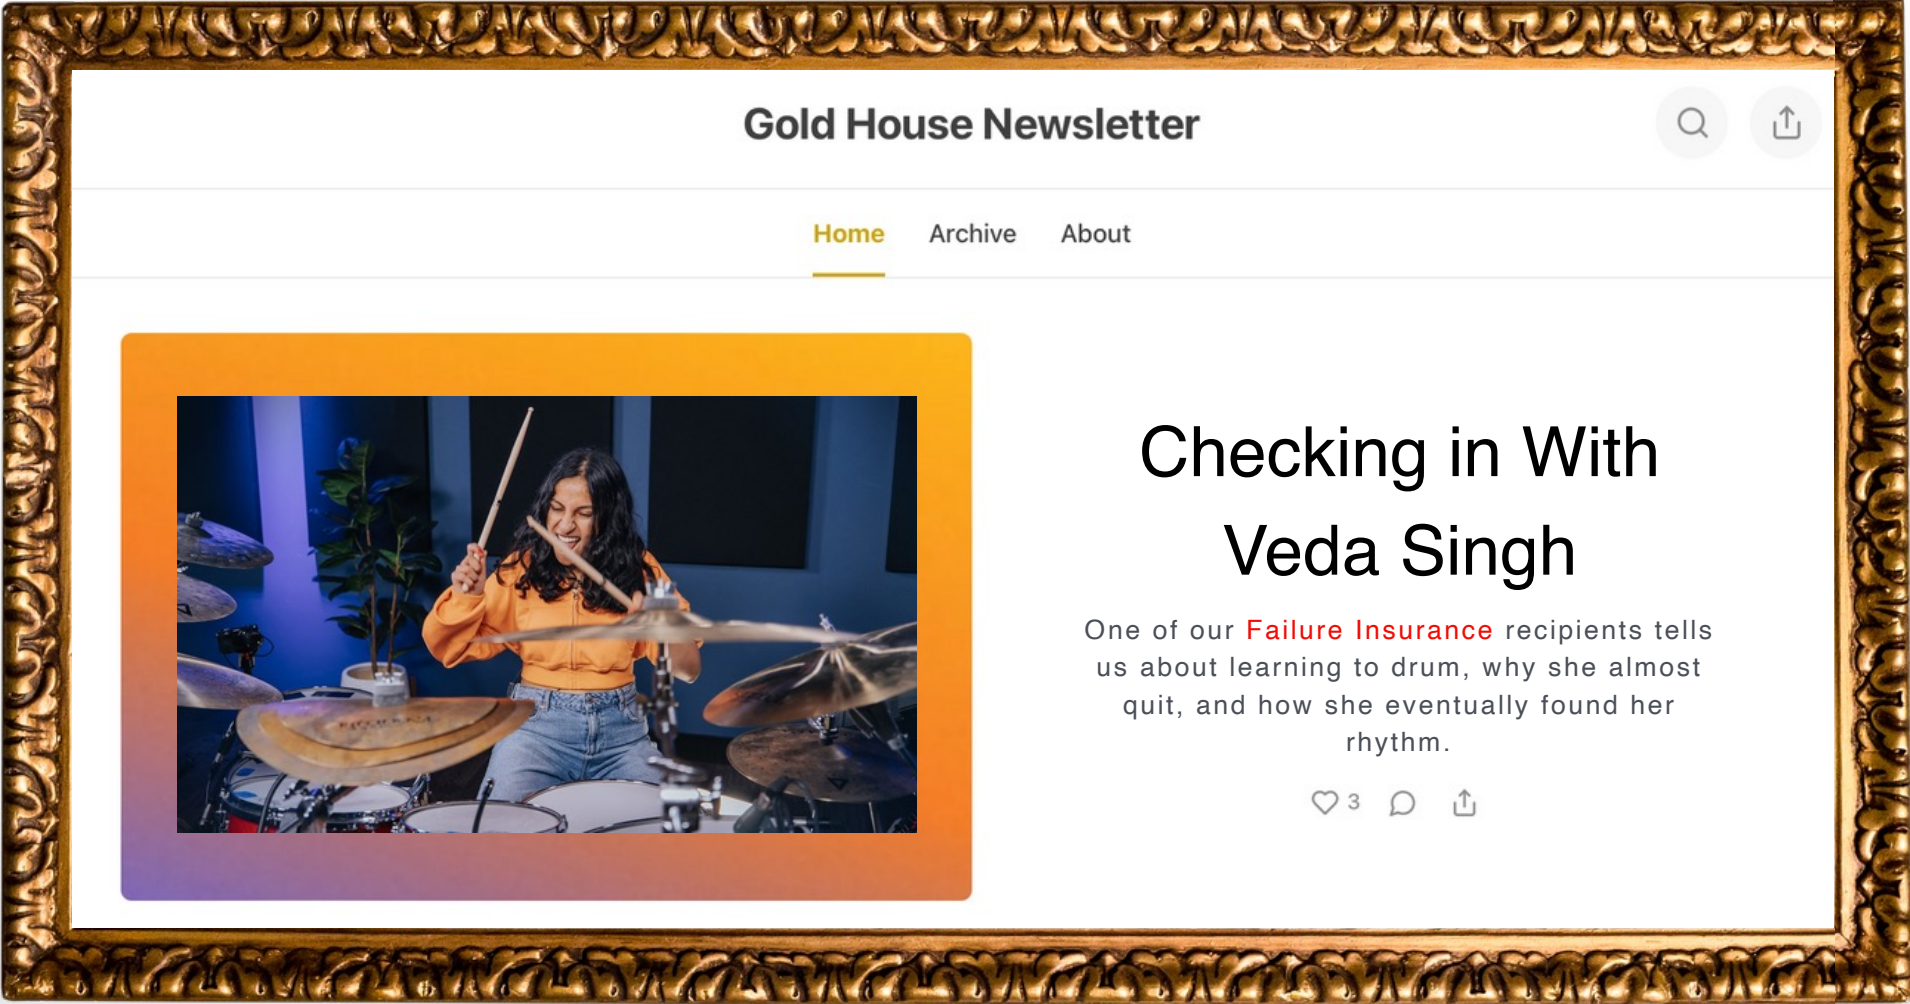 Gold House Newsletter
Home Archive About
Checking in With
Veda Singh
One of our Failure Insurance recipients tells
us about learning to drum, why she almost
quit, and how she eventually found her
rhythm.
3